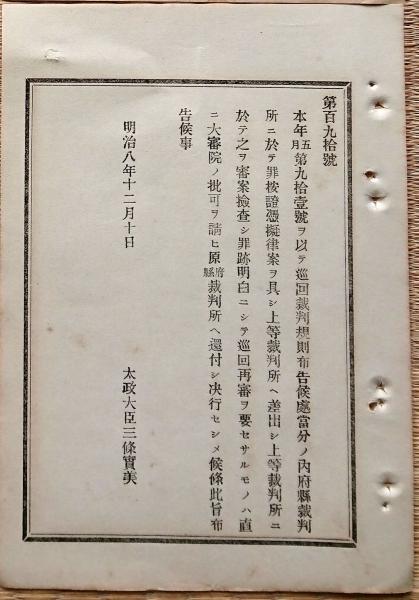 第百九拾號
本年五月第九拾壹號ヲ以テ巡回裁判規則布告候處當分ノ內府縣裁判
所ニ於テ罪按證憑擬律案ヲ具シ上等裁判所ヘ差出シ上等裁判所ニ
於テ之ヲ審案撿查シ罪跡明白ニシテ巡回再審ヲ要セサルモノハ直
ニ大審院ノ批可ヲ請ヒ原府縣裁判所ヘ還付シ决行セシメ候條此旨布
告候事
明治八年十二月十日
太政大臣三條實美